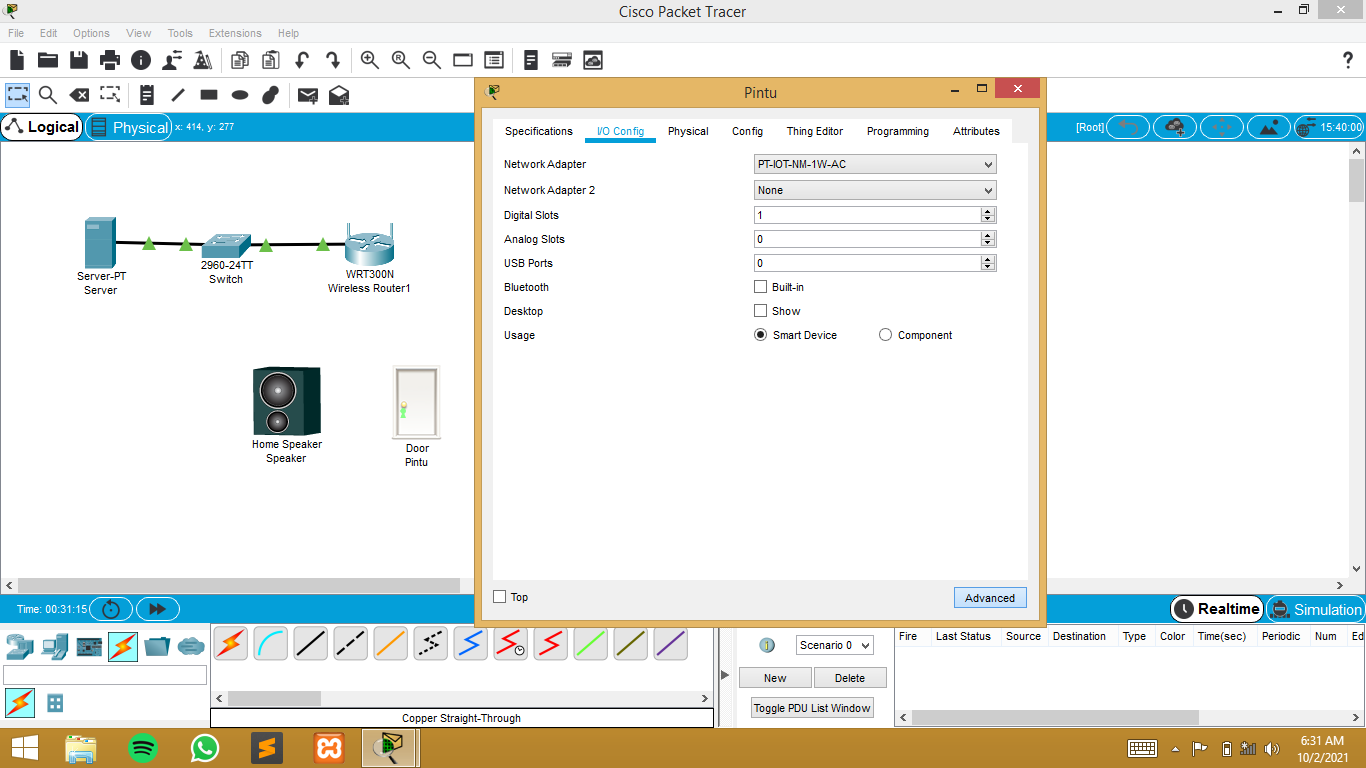 Cisco Packet Tracer
File Edit Options View Tools Extensions Help
R
?
Logical Physical x: 414, y: 277
[Root] 15:40:00
Server-PT
Server
2960-24TT
Switch
WRT300N
Wireless Router1
Home Speaker
Speaker
Door
Pintu
Pintu
Specifications I/O Config Physical Config Thing Editor Programming Attributes
Network Adapter PT-IOT-NM-1W-AC
Network Adapter 2 None
Digital Slots 1
Analog Slots 0
USB Ports 0
Bluetooth Built-in
Desktop Show
Usage Smart Device Component
Top Advanced
Time: 00:31:15
Realtime Simulation
Copper Straight-Through
Scenario 0
New Delete
Toggle PDU List Window
Fire Last Status Source Destination Type Color Time(sec) Periodic Num Ed
6:31 AM
10/2/2021